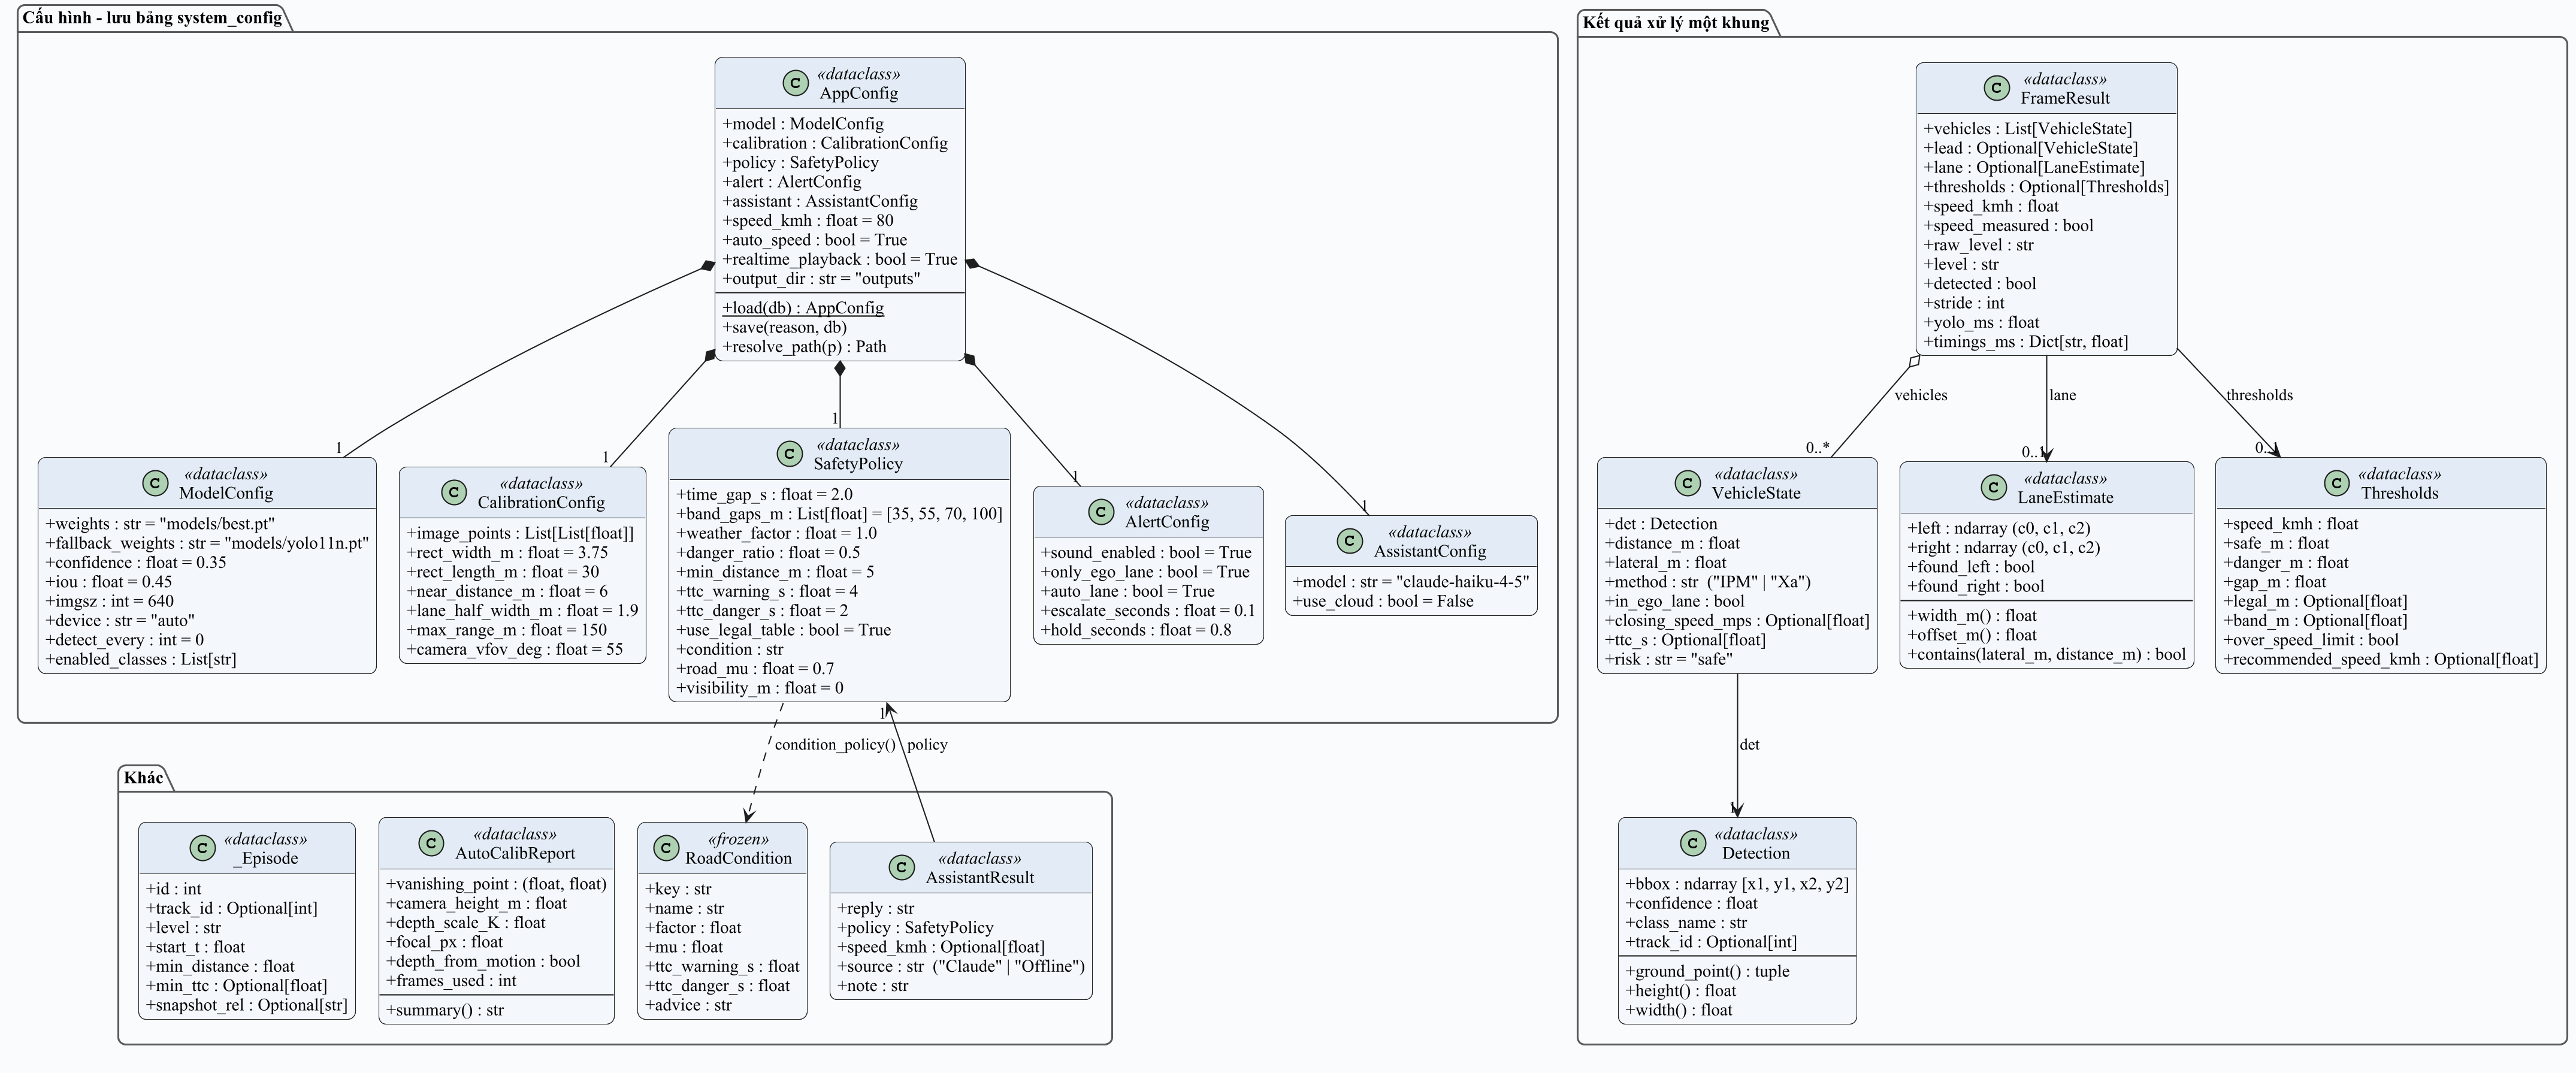 Cấu hình - lưu bảng system_config
«dataclass»
AppConfig
+model : ModelConfig
+calibration : CalibrationConfig
+policy : SafetyPolicy
+alert : AlertConfig
+assistant : AssistantConfig
+speed_kmh : float = 80
+auto_speed : bool = True
+realtime_playback : bool = True
+output_dir : str = "outputs"
+load(db) : AppConfig
+save(reason, db)
+resolve_path(p) : Path
1
1
1
1
1
«dataclass»
ModelConfig
+weights : str = "models/best.pt"
+fallback_weights : str = "models/yolo11n.pt"
+confidence : float = 0.35
+iou : float = 0.45
+imgsz : int = 640
+device : str = "auto"
+detect_every : int = 0
+enabled_classes : List[str]
«dataclass»
CalibrationConfig
+image_points : List[List[float]]
+rect_width_m : float = 3.75
+rect_length_m : float = 30
+near_distance_m : float = 6
+lane_half_width_m : float = 1.9
+max_range_m : float = 150
+camera_vfov_deg : float = 55
«dataclass»
SafetyPolicy
+time_gap_s : float = 2.0
+band_gaps_m : List[float] = [35, 55, 70, 100]
+weather_factor : float = 1.0
+danger_ratio : float = 0.5
+min_distance_m : float = 5
+ttc_warning_s : float = 4
+ttc_danger_s : float = 2
+use_legal_table : bool = True
+condition : str
+road_mu : float = 0.7
+visibility_m : float = 0
«dataclass»
AlertConfig
+sound_enabled : bool = True
+only_ego_lane : bool = True
+auto_lane : bool = True
+escalate_seconds : float = 0.1
+hold_seconds : float = 0.8
«dataclass»
AssistantConfig
+model : str = "claude-haiku-4-5"
+use_cloud : bool = False
1
condition_policy()
policy
Khác
«dataclass»
_Episode
+id : int
+track_id : Optional[int]
+level : str
+start_t : float
+min_distance : float
+min_ttc : Optional[float]
+snapshot_rel : Optional[str]
«dataclass»
AutoCalibReport
+vanishing_point : (float, float)
+camera_height_m : float
+depth_scale_K : float
+focal_px : float
+depth_from_motion : bool
+frames_used : int
+summary() : str
«frozen»
RoadCondition
+key : str
+name : str
+factor : float
+mu : float
+ttc_warning_s : float
+ttc_danger_s : float
+advice : str
«dataclass»
AssistantResult
+reply : str
+policy : SafetyPolicy
+speed_kmh : Optional[float]
+source : str ("Claude" | "Offline")
+note : str
Kết quả xử lý một khung
«dataclass»
FrameResult
+vehicles : List[VehicleState]
+lead : Optional[VehicleState]
+lane : Optional[LaneEstimate]
+thresholds : Optional[Thresholds]
+speed_kmh : float
+speed_measured : bool
+raw_level : str
+level : str
+detected : bool
+stride : int
+yolo_ms : float
+timings_ms : Dict[str, float]
vehicles
lane
thresholds
0..*
0..1
0..1
«dataclass»
VehicleState
+det : Detection
+distance_m : float
+lateral_m : float
+method : str ("IPM" | "Xa")
+in_ego_lane : bool
+closing_speed_mps : Optional[float]
+ttc_s : Optional[float]
+risk : str = "safe"
«dataclass»
LaneEstimate
+left : ndarray (c0, c1, c2)
+right : ndarray (c0, c1, c2)
+found_left : bool
+found_right : bool
+width_m() : float
+offset_m() : float
+contains(lateral_m, distance_m) : bool
«dataclass»
Thresholds
+speed_kmh : float
+safe_m : float
+danger_m : float
+gap_m : float
+legal_m : Optional[float]
+band_m : Optional[float]
+over_speed_limit : bool
+recommended_speed_kmh : Optional[float]
det
1
«dataclass»
Detection
+bbox : ndarray [x1, y1, x2, y2]
+confidence : float
+class_name : str
+track_id : Optional[int]
+ground_point() : tuple
+height() : float
+width() : float